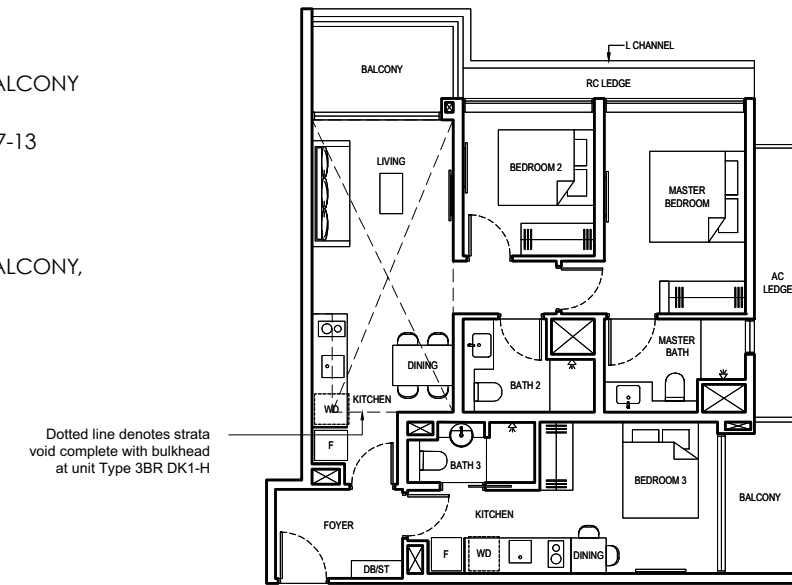 ALCONY
7-13
ALCONY,
BALCONY
L CHANNEL
RC LEDGE
LIVING
BEDROOM 2
MASTER
BEDROOM
AC
LEDGE
DINING
BATH 2
MASTER
BATH
KITCHEN
WD
F
Dotted line denotes strata
void complete with bulkhead
at unit Type 3BR DK1-H
BATH 3
BEDROOM 3
KITCHEN
BALCONY
FOYER
F
WD
DINING
DB/ST